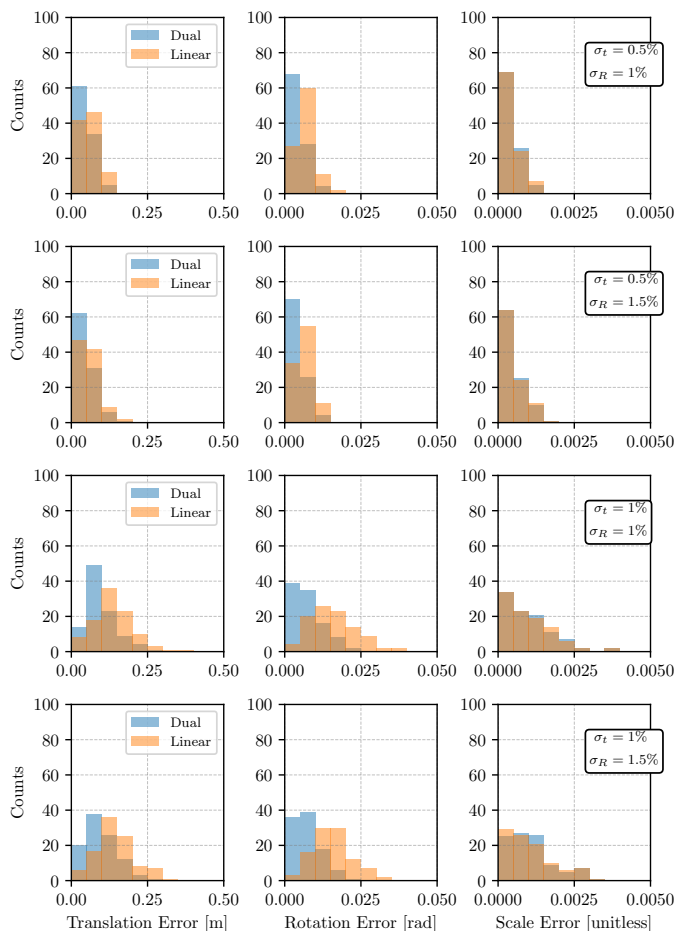 100
80
60
40
20
0
Counts
Dual
Linear
0.00 0.25 0.50
100
80
60
40
20
0
0.000 0.025 0.050
100
80
60
40
20
0
σt = 0.5%
σR = 1%
0.0000 0.0025 0.0050
100
80
60
40
20
0
Counts
Dual
Linear
0.00 0.25 0.50
100
80
60
40
20
0
0.000 0.025 0.050
100
80
60
40
20
0
σt = 0.5%
σR = 1.5%
0.0000 0.0025 0.0050
100
80
60
40
20
0
Counts
Dual
Linear
0.00 0.25 0.50
100
80
60
40
20
0
0.000 0.025 0.050
100
80
60
40
20
0
σt = 1%
σR = 1%
0.0000 0.0025 0.0050
100
80
60
40
20
0
Counts
Dual
Linear
0.00 0.25 0.50
Translation Error [m]
100
80
60
40
20
0
0.000 0.025 0.050
Rotation Error [rad]
100
80
60
40
20
0
σt = 1%
σR = 1.5%
0.0000 0.0025 0.0050
Scale Error [unitless]